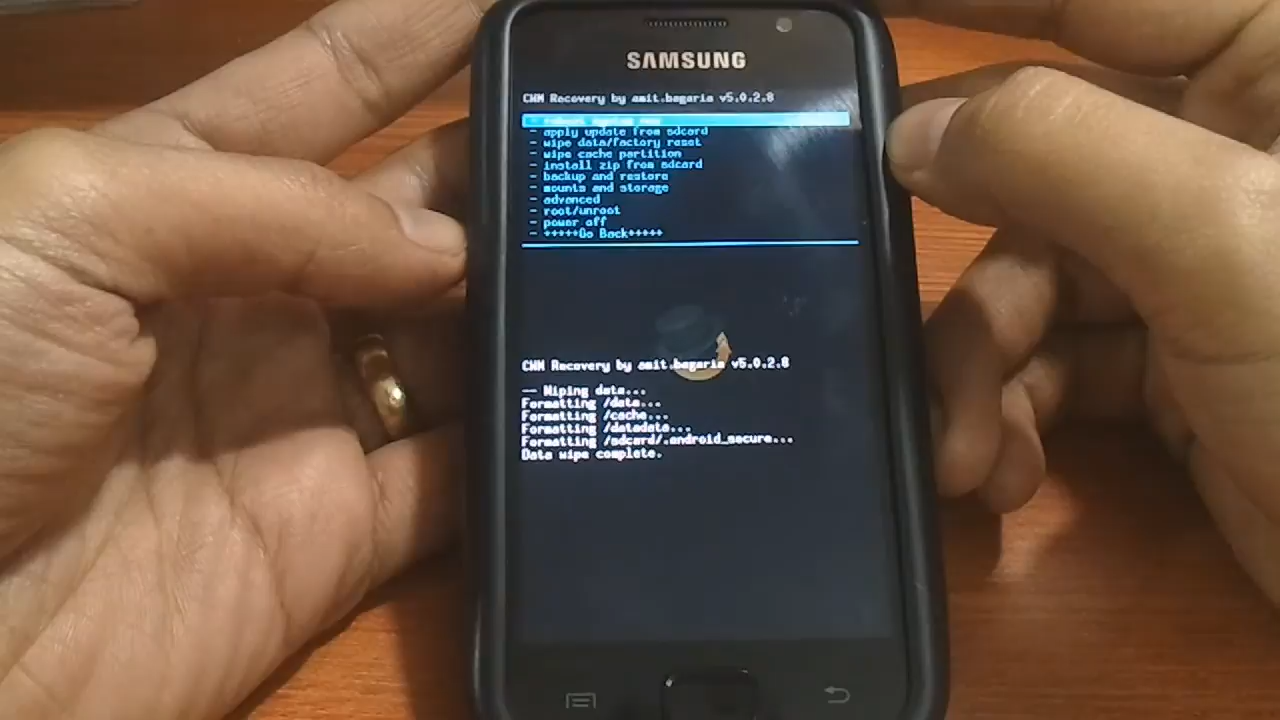 SAMSUNG
CWM Recovery by amit.bagaria v5.0.2.8
- reboot system now
- apply update from sdcard
- wipe data/factory reset
- wipe cache partition
- install zip from sdcard
- backup and restore
- mounts and storage
- advanced
- root/unroot
- power off
- +++++Go Back+++++
CWM Recovery by amit.bagaria v5.0.2.8
-- Wiping data...
Formatting /data...
Formatting /cache...
Formatting /datadata...
Formatting /sdcard/.android_secure...
Data wipe complete.